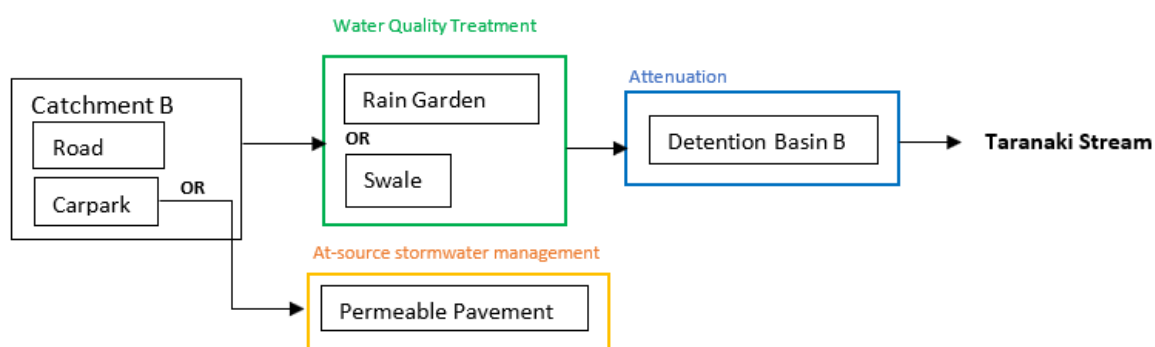 Water Quality Treatment
Catchment B
Road
Carpark
OR
Rain Garden
OR
Swale
Attenuation
Detention Basin B
Taranaki Stream
At-source stormwater management
Permeable Pavement